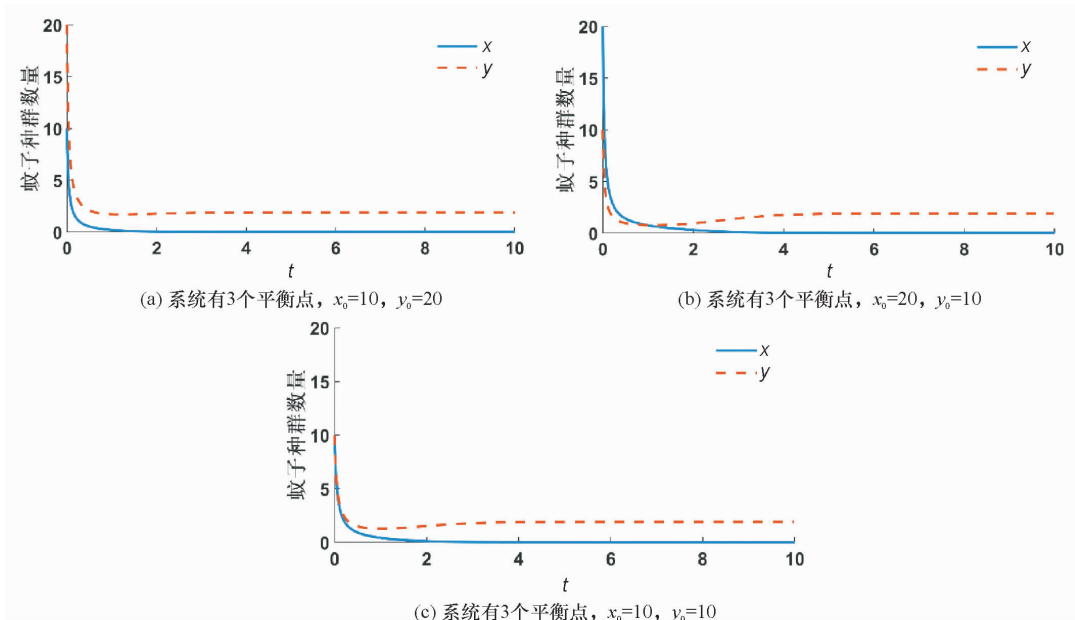 20
15
10
5
0
蚊子种群数量
x
y
0 2 4 6 8 10
t
(a) 系统有3个平衡点，x₀=10，y₀=20
20
15
10
5
0
蚊子种群数量
x
y
0 2 4 6 8 10
t
(b) 系统有3个平衡点，x₀=20，y₀=10
20
15
10
5
0
蚊子种群数量
x
y
0 2 4 6 8 10
t
(c) 系统有3个平衡点，x₀=10，y₀=10